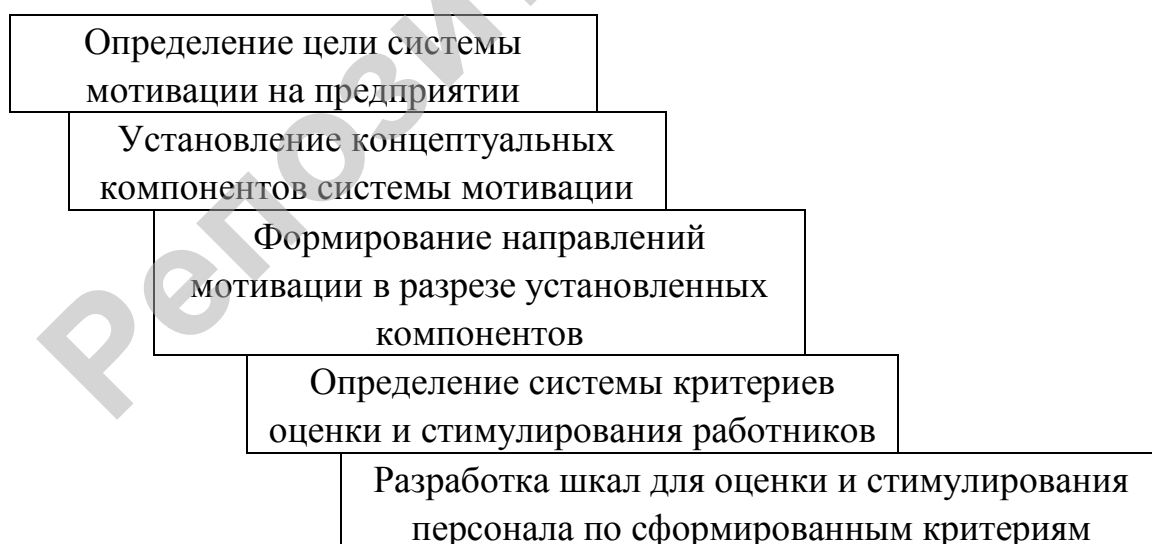 Определение цели системы
мотивации на предприятии
Установление концептуальных
компонентов системы мотивации
Формирование направлений
мотивации в разрезе установленных
компонентов
Определение системы критериев
оценки и стимулирования работников
Разработка шкал для оценки и стимулирования
персонала по сформированным критериям